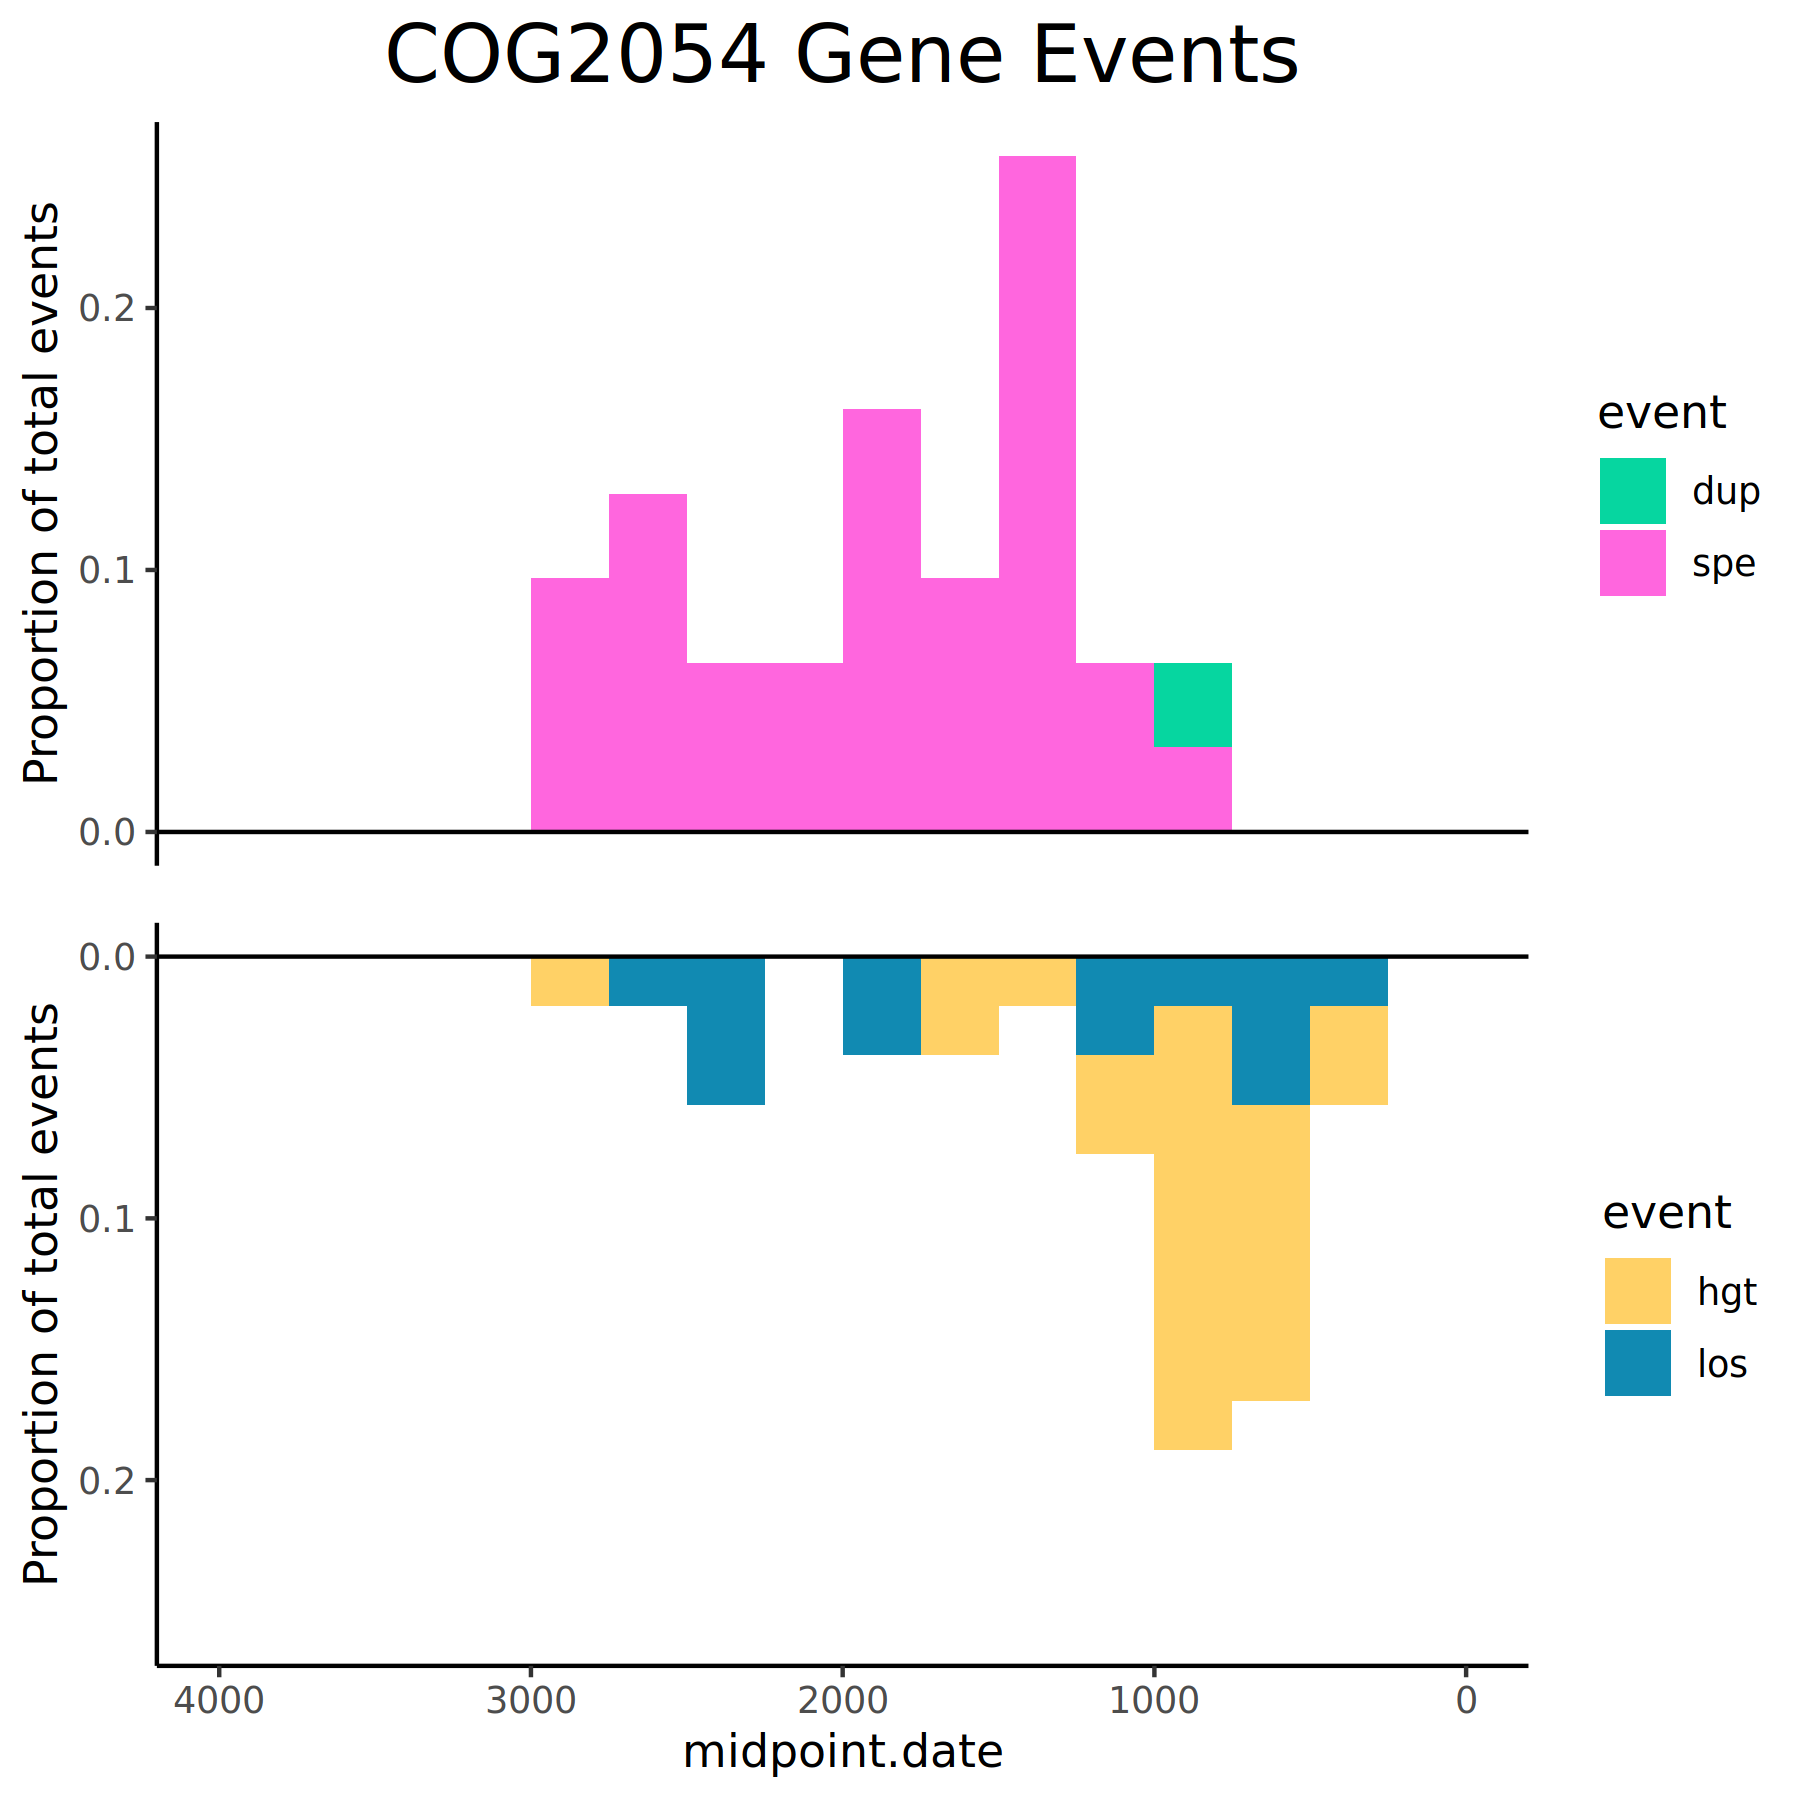 COG2054 Gene Events
Proportion of total events
0.2
0.1
0.0
event
dup
spe
Proportion of total events
0.0
0.1
0.2
event
hgt
los
4000 3000 2000 1000 0
midpoint.date